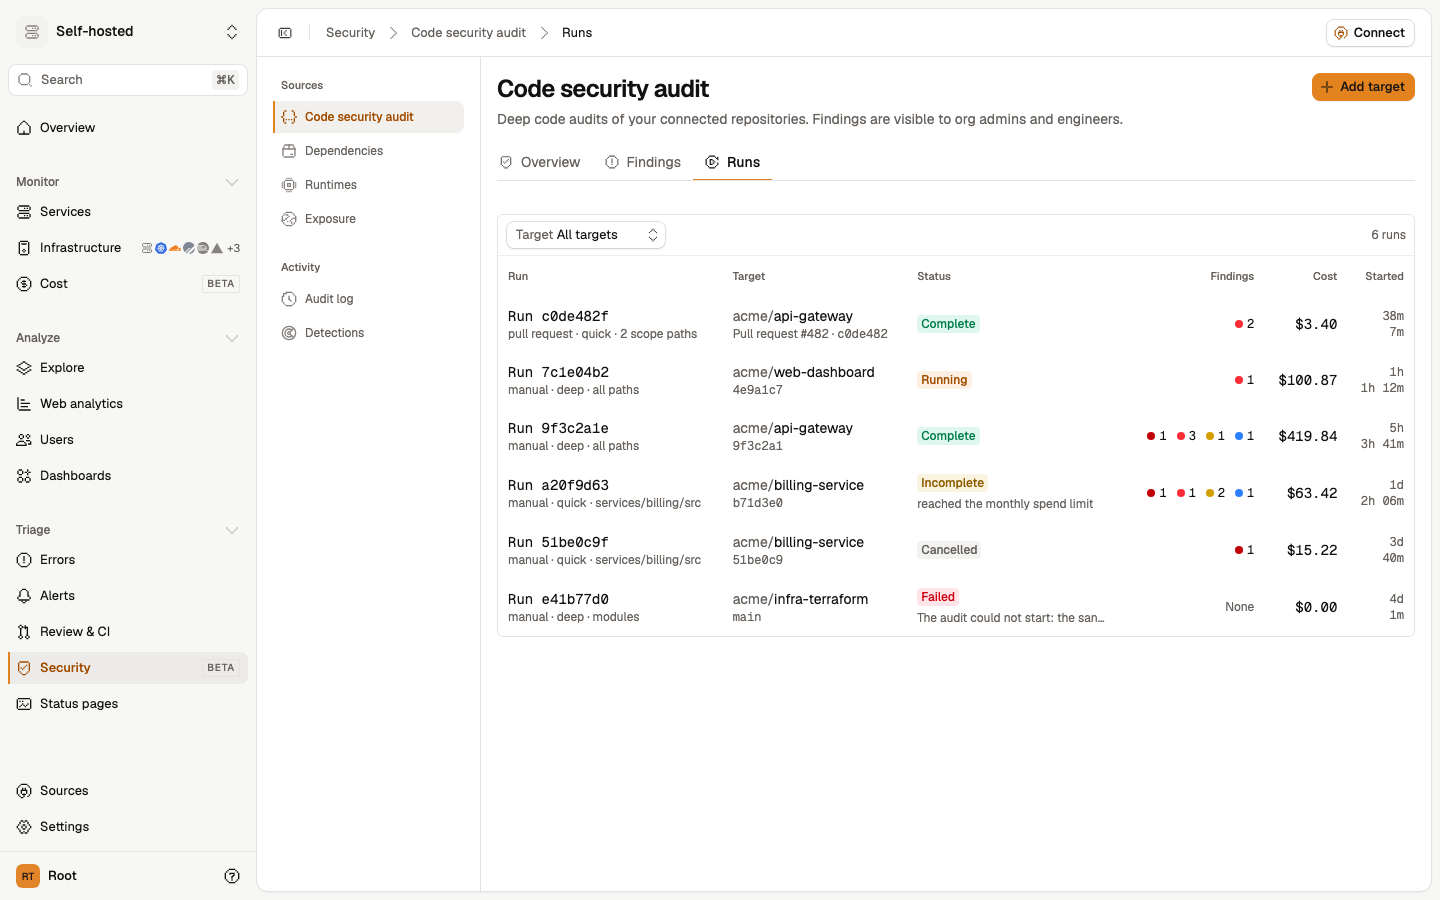 Self-hosted
Search ⌘K
Overview
Monitor
Services
Infrastructure +3
Cost BETA
Analyze
Explore
Web analytics
Users
Dashboards
Triage
Errors
Alerts
Review & CI
Security BETA
Status pages
Sources
Settings
RT Root
Security Code security audit Runs
Connect
Sources
Code security audit
Dependencies
Runtimes
Exposure
Activity
Audit log
Detections
Code security audit
Add target
Deep code audits of your connected repositories. Findings are visible to org admins and engineers.
Overview Findings Runs
Target All targets 6 runs
Run Target Status Findings Cost Started
Run c0de482f acme/api-gateway Complete 2 $3.40 38m
pull request · quick · 2 scope paths Pull request #482 · c0de482 7m
Run 7c1e04b2 acme/web-dashboard Running 1 $100.87 1h
manual · deep · all paths 4e9a1c7 1h 12m
Run 9f3c2a1e acme/api-gateway Complete 1 3 1 1 $419.84 5h
manual · deep · all paths 9f3c2a1 3h 41m
Run a20f9d63 acme/billing-service Incomplete 1 1 2 1 $63.42 1d
manual · quick · services/billing/src b71d3e0 reached the monthly spend limit 2h 06m
Run 51be0c9f acme/billing-service Cancelled 1 $15.22 3d
manual · quick · services/billing/src 51be0c9 40m
Run e41b77d0 acme/infra-terraform Failed None $0.00 4d
manual · deep · modules main The audit could not start: the san… 1m